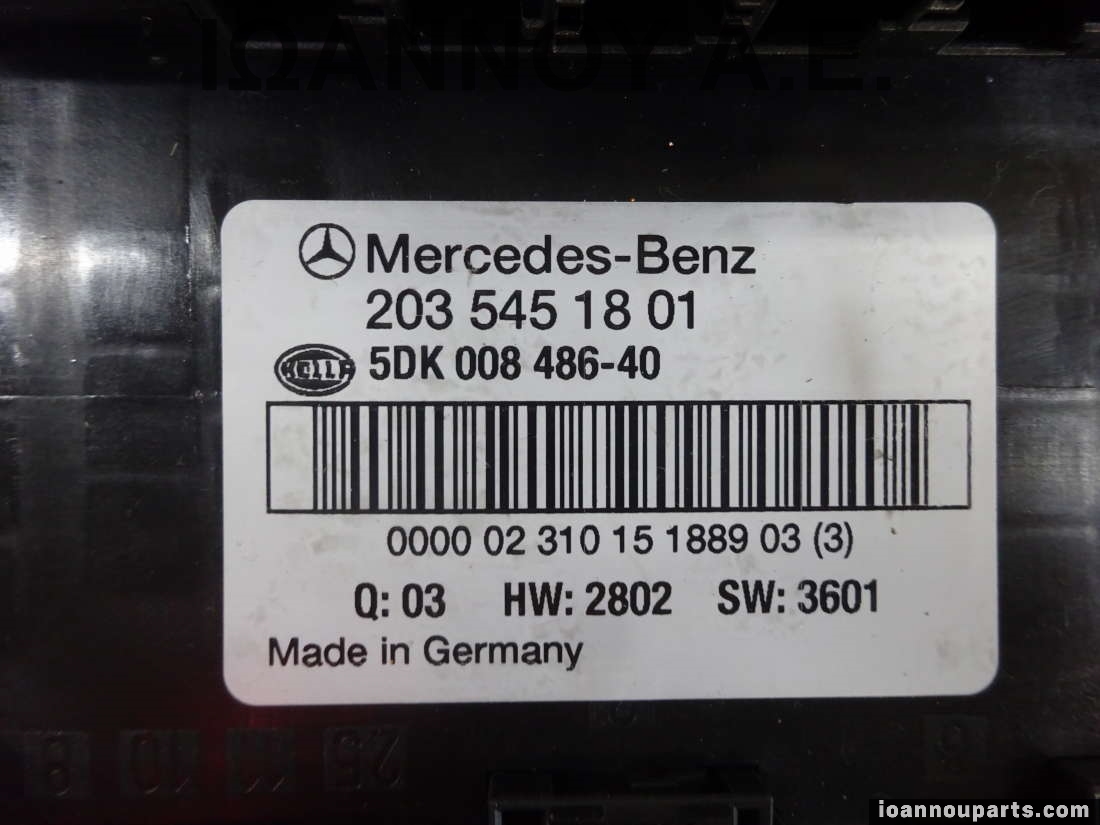 ΙΩΑΝΝΟΥ Α.Ε.
Mercedes-Benz
203 545 18 01
HELLA 5DK 008 486-40
0000 02 310 15 1889 03 (3)
Q: 03 HW: 2802 SW: 3601
Made in Germany
ioannouparts.com